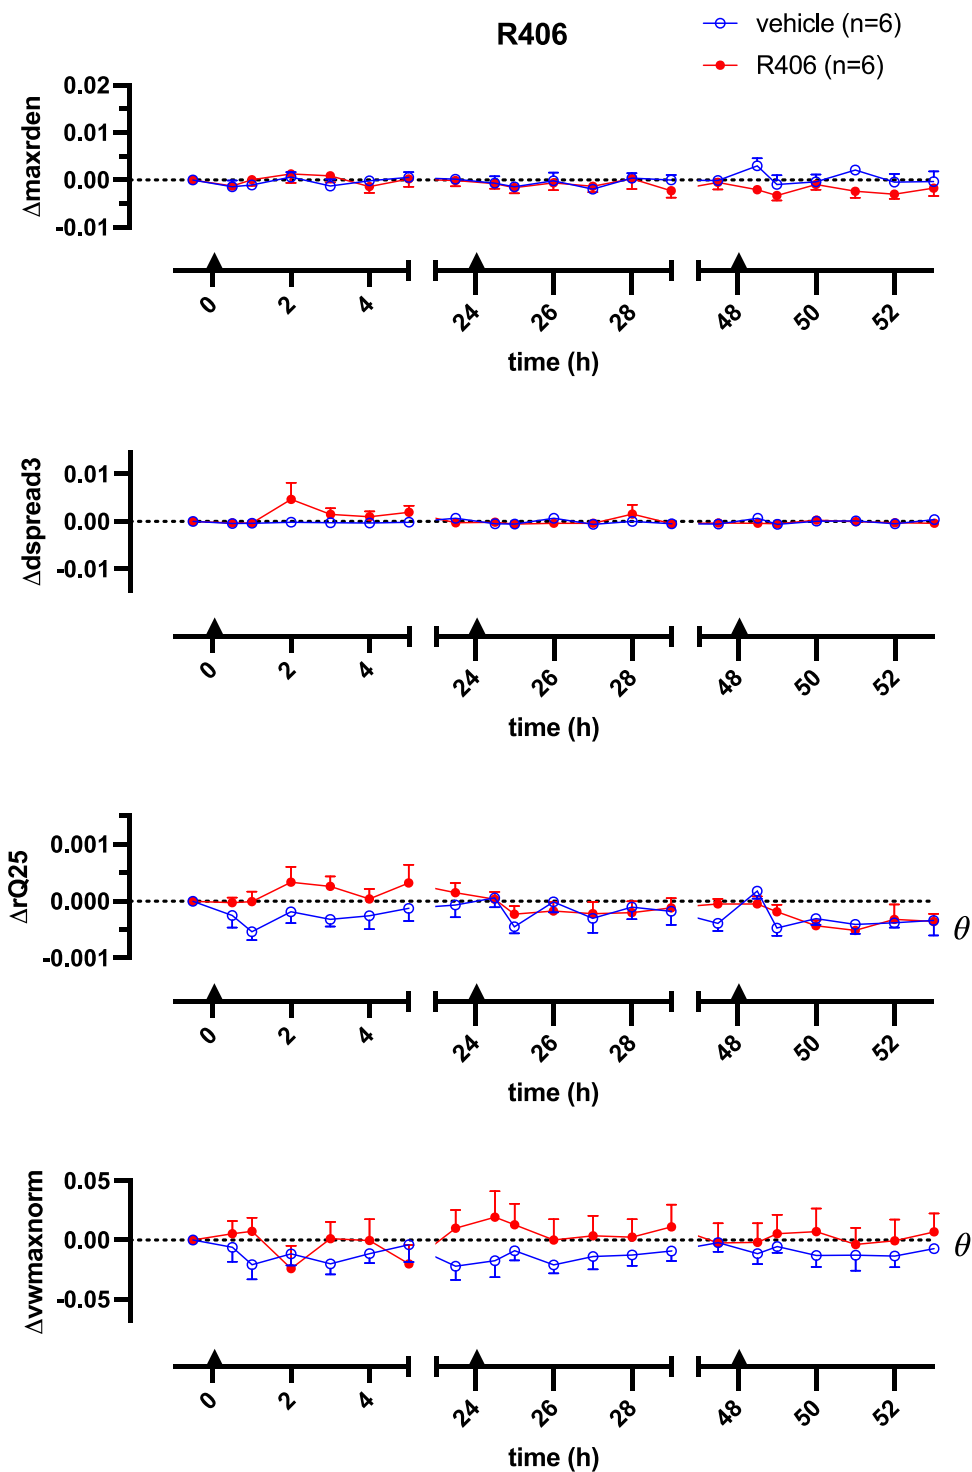 R406
vehicle (n=6)
R406 (n=6)
Δmaxrden
0.02
0.01
0.00
-0.01
0 2 4 24 26 28 48 50 52
time (h)
Δdspread3
0.01
0.00
-0.01
0 2 4 24 26 28 48 50 52
time (h)
ΔrQ25
0.001
0.000
-0.001
θ
0 2 4 24 26 28 48 50 52
time (h)
Δvwmaxnorm
0.05
0.00
-0.05
θ
0 2 4 24 26 28 48 50 52
time (h)